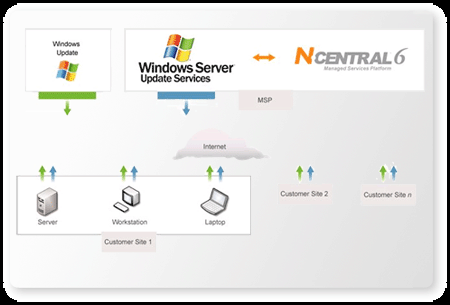 Windows
Update
Windows Server
Update Services
NCENTRAL 6
Managed Services Platform
MSP
Internet
Server
Workstation
Laptop
Customer Site 1
Customer Site 2
Customer Site n